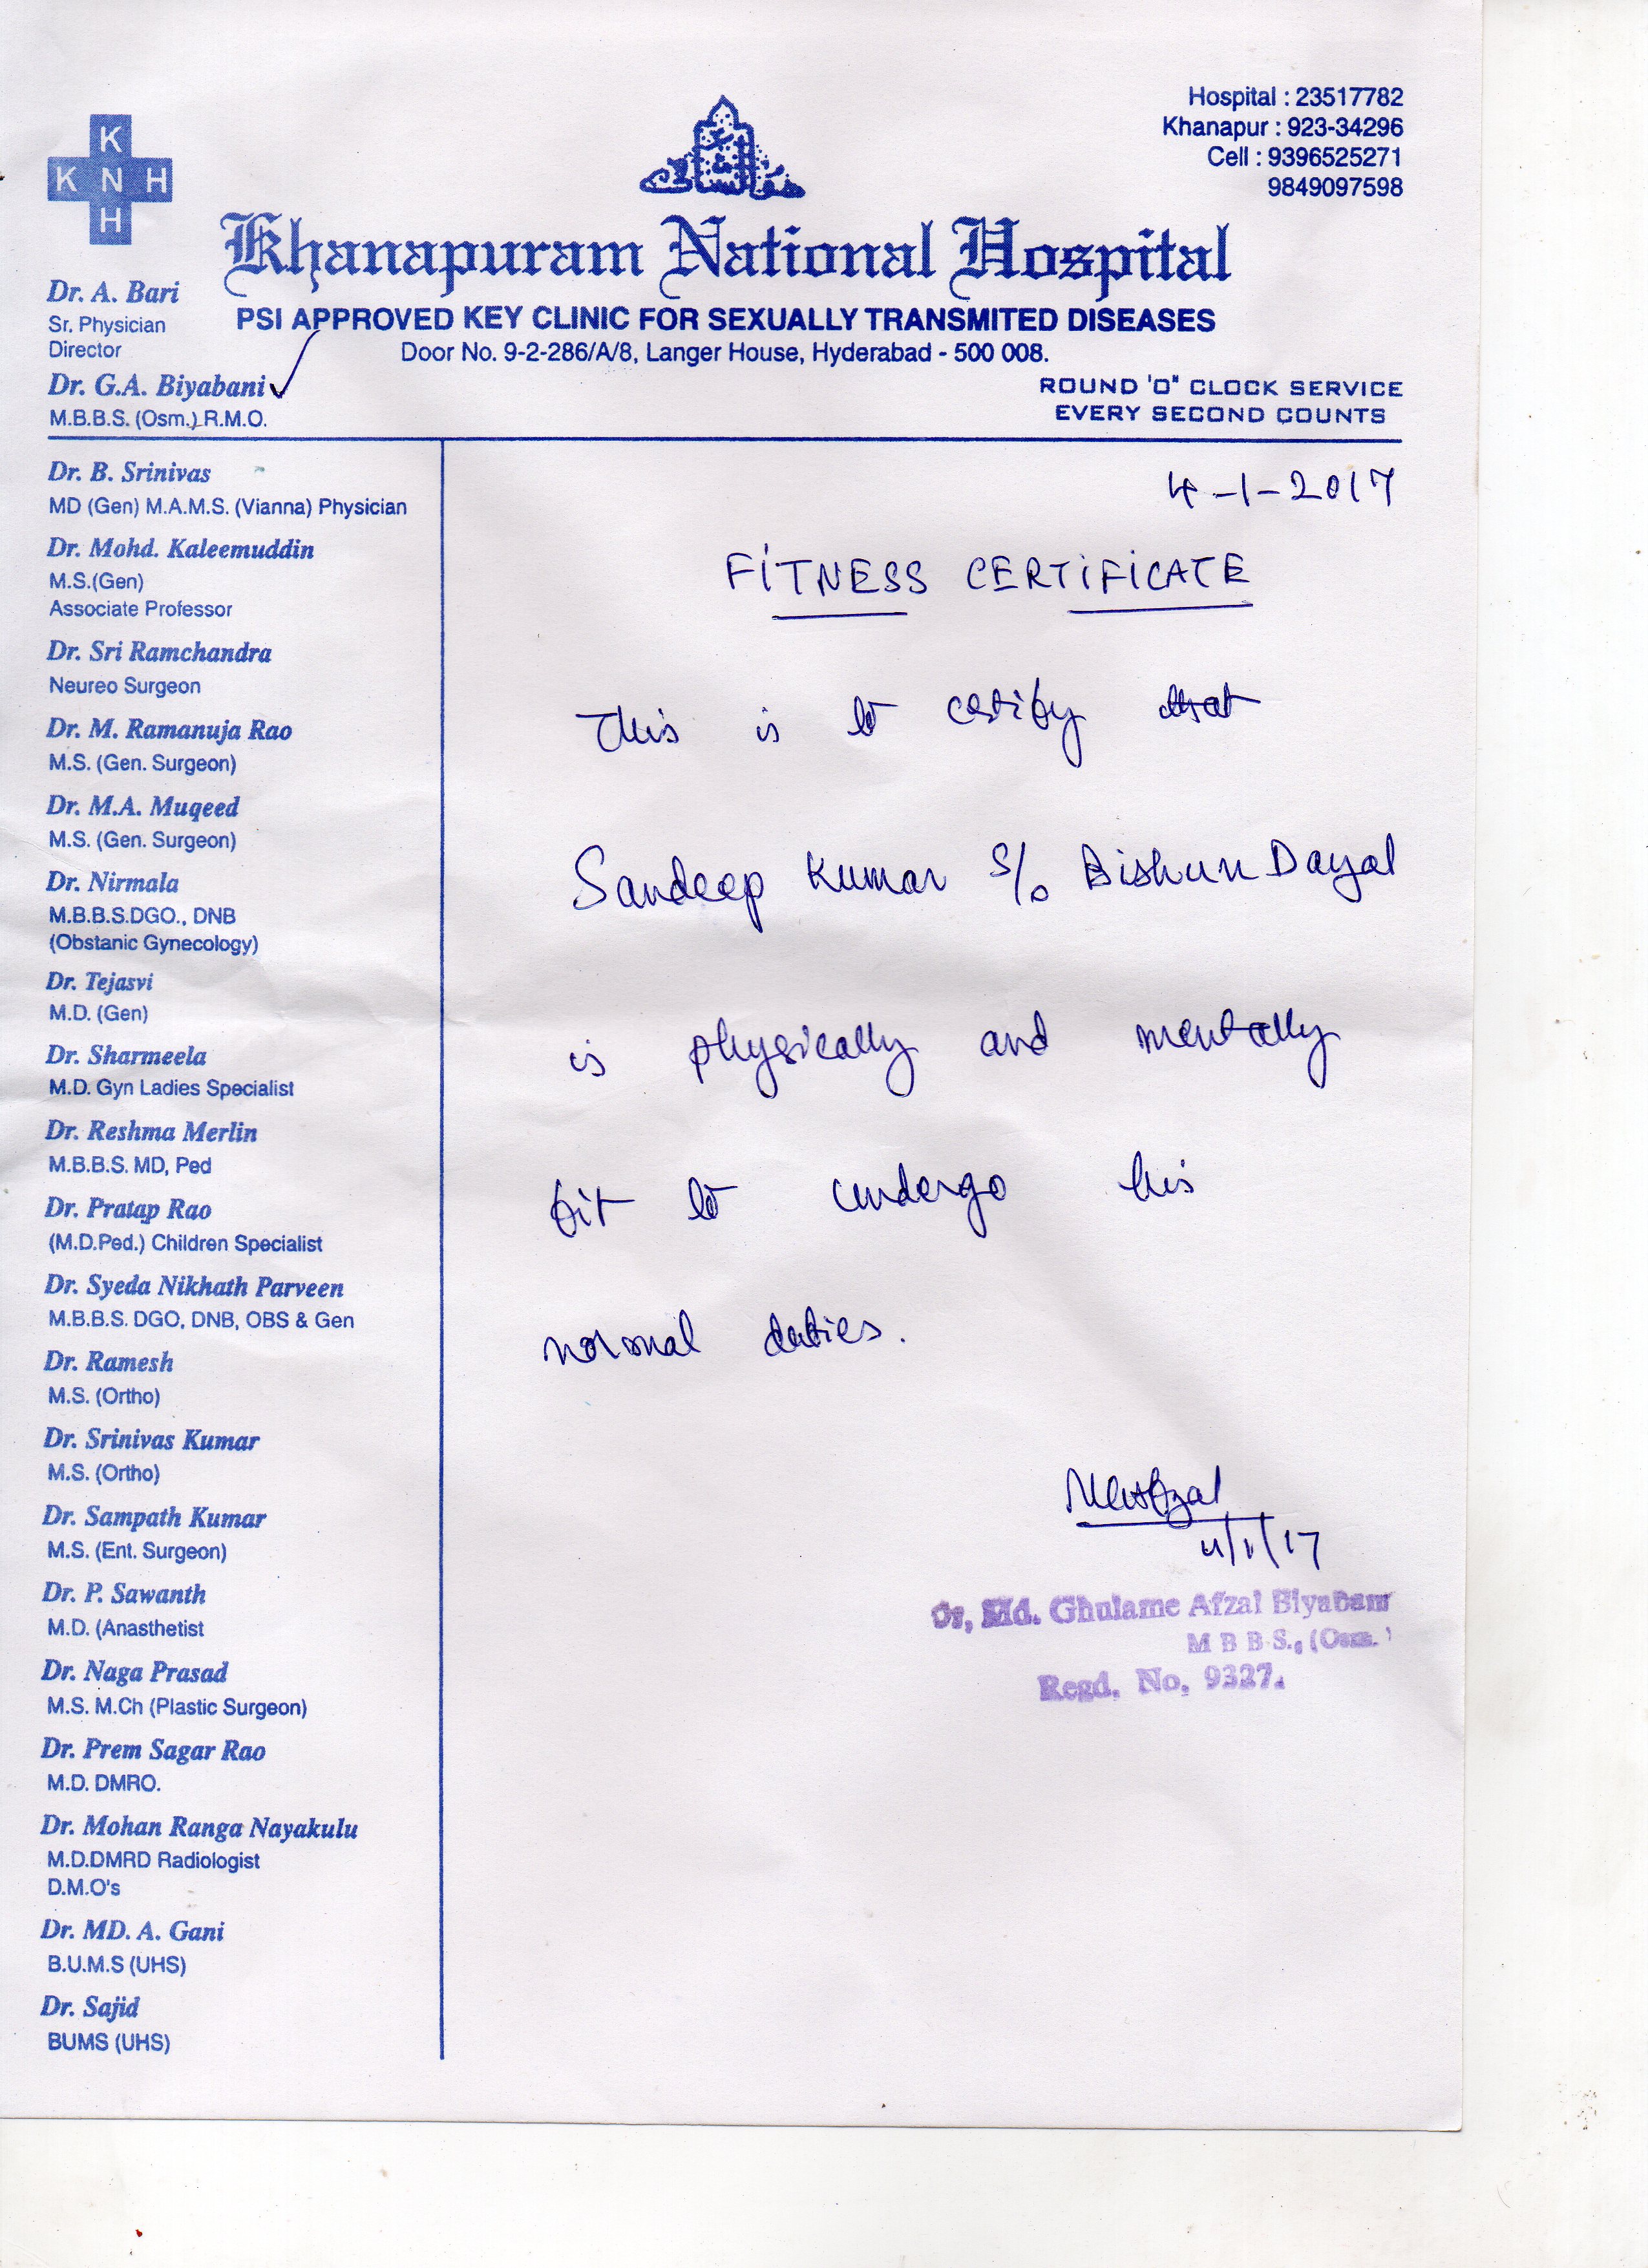 K
K N H
H
Hospital : 23517782
Khanapur : 923-34296
Cell : 9396525271
9849097598
Khanapuram National Hospital
PSI APPROVED KEY CLINIC FOR SEXUALLY TRANSMITED DISEASES
Door No. 9-2-286/A/8, Langer House, Hyderabad - 500 008.
ROUND 'O" CLOCK SERVICE
EVERY SECOND COUNTS
Dr. A. Bari
Sr. Physician
Director
Dr. G.A. Biyabani
M.B.B.S. (Osm.) R.M.O.
Dr. B. Srinivas
MD (Gen) M.A.M.S. (Vianna) Physician
Dr. Mohd. Kaleemuddin
M.S.(Gen)
Associate Professor
Dr. Sri Ramchandra
Neureo Surgeon
Dr. M. Ramanuja Rao
M.S. (Gen. Surgeon)
Dr. M.A. Muqeed
M.S. (Gen. Surgeon)
Dr. Nirmala
M.B.B.S.DGO., DNB
(Obstanic Gynecology)
Dr. Tejasvi
M.D. (Gen)
Dr. Sharmeela
M.D. Gyn Ladies Specialist
Dr. Reshma Merlin
M.B.B.S. MD, Ped
Dr. Pratap Rao
(M.D.Ped.) Children Specialist
Dr. Syeda Nikhath Parveen
M.B.B.S. DGO, DNB, OBS & Gen
Dr. Ramesh
M.S. (Ortho)
Dr. Srinivas Kumar
M.S. (Ortho)
Dr. Sampath Kumar
M.S. (Ent. Surgeon)
Dr. P. Sawanth
M.D. (Anasthetist
Dr. Naga Prasad
M.S. M.Ch (Plastic Surgeon)
Dr. Prem Sagar Rao
M.D. DMRO.
Dr. Mohan Ranga Nayakulu
M.D.DMRD Radiologist
D.M.O's
Dr. MD. A. Gani
B.U.M.S (UHS)
Dr. Sajid
BUMS (UHS)
4-1-2017
FITNESS CERTIFICATE
This is to certify that
Sandeep Kumar S/o Bishun Dayal
is physically and mentally
fit to undergo his
normal duties.
4/1/17
Dr, Md. Ghulame Afzal Biyabani
M B B S., (Osm.)
Regd. No. 9327.